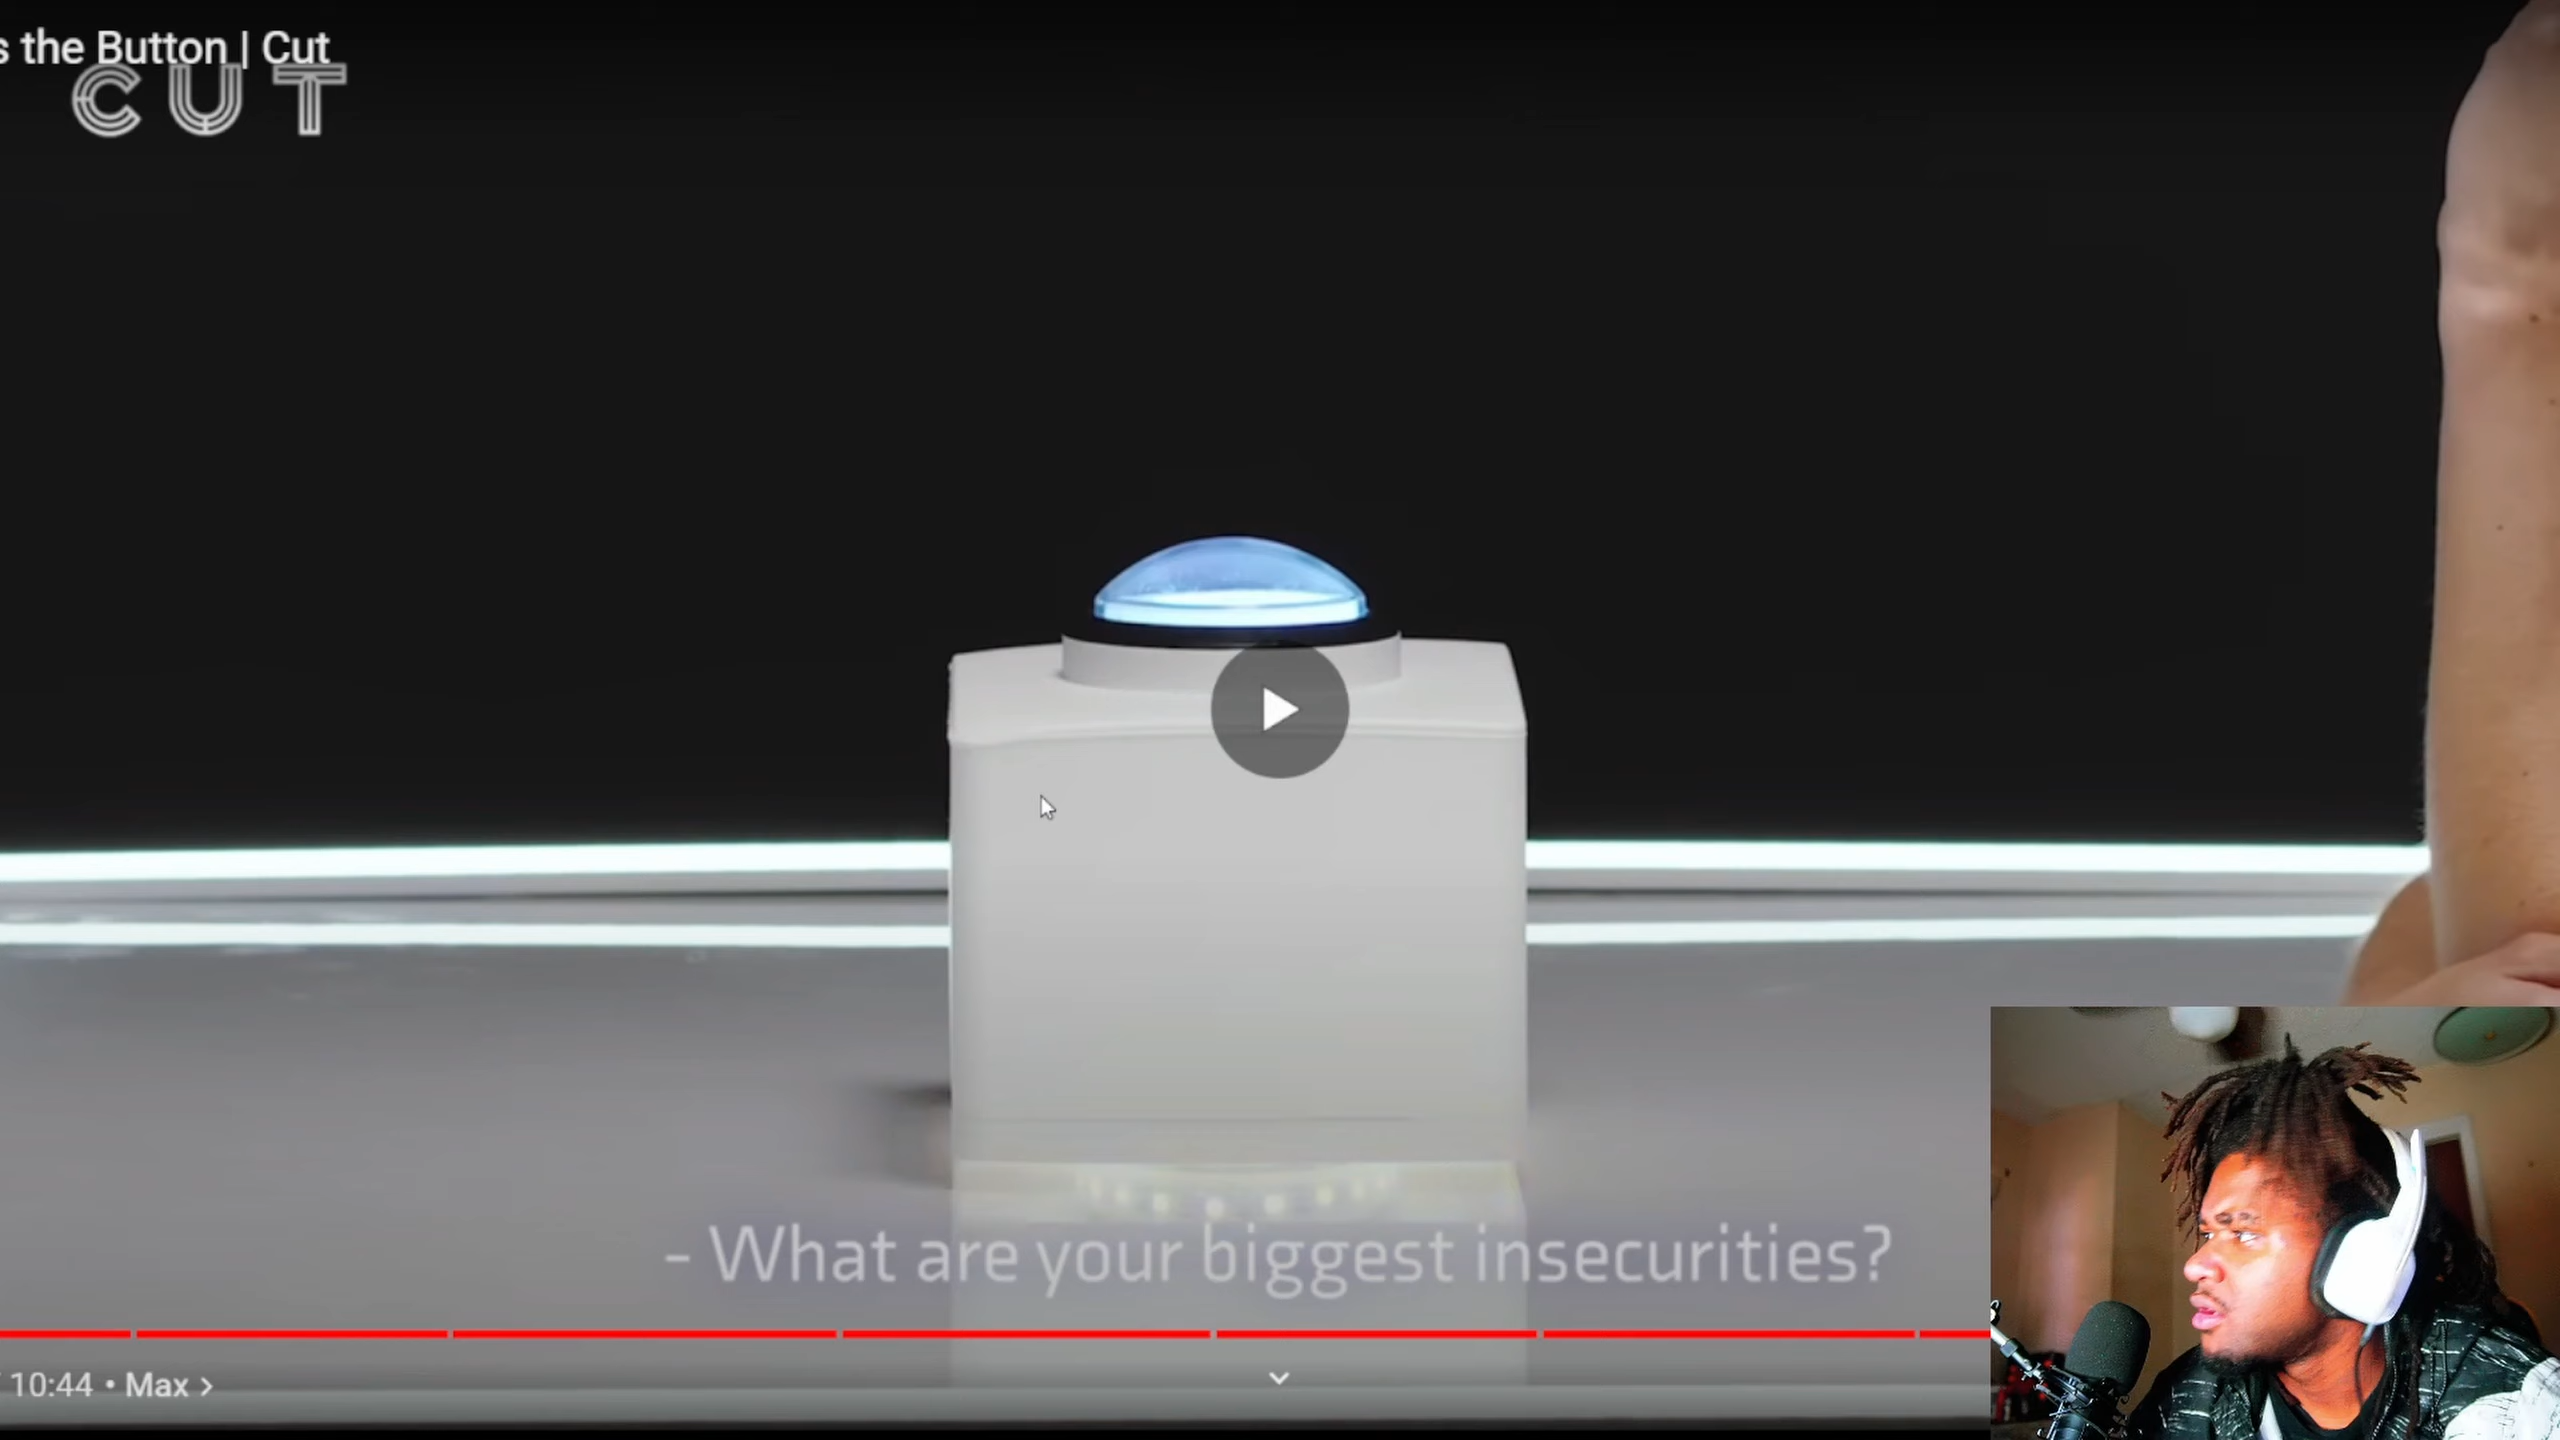 s the Button | Cut
CUT
- What are your biggest insecurities?
10:44 • Max >